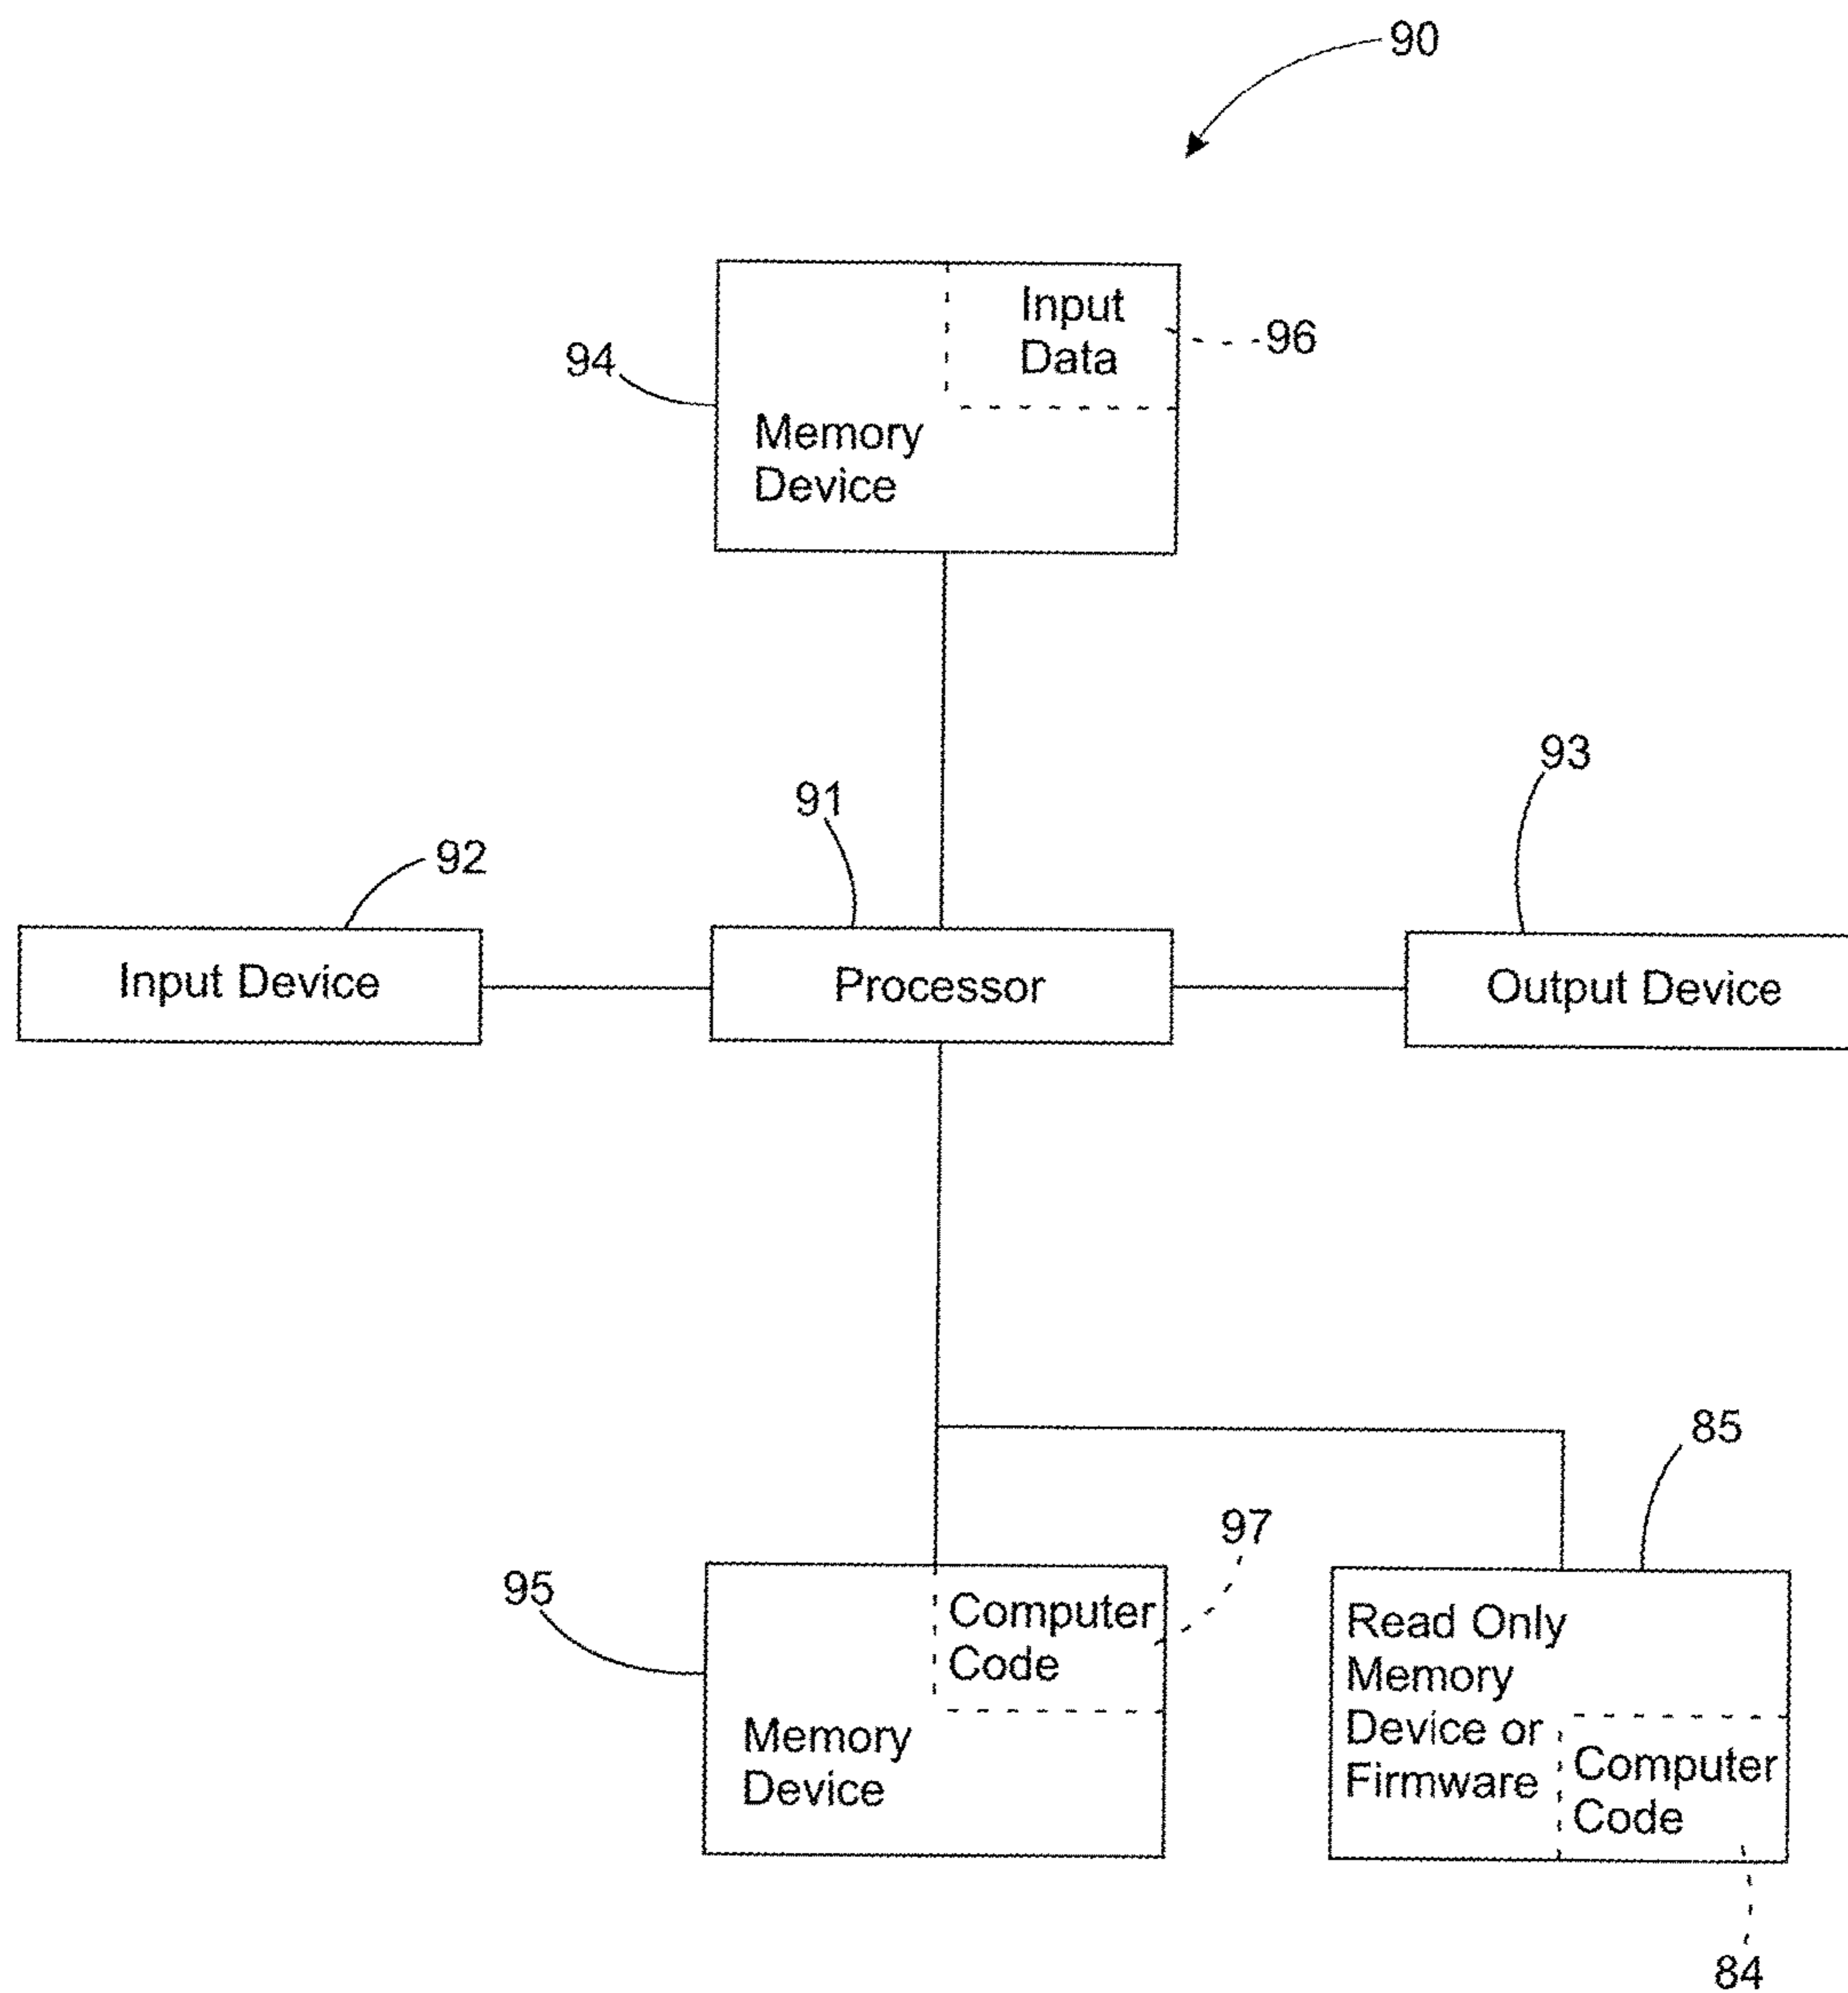 90
Input
Data
96
94
Memory
Device
93
91
92
Input Device
Processor
Output Device
85
97
95
Computer
Code
Memory
Device
Read Only
Memory
Device or
Firmware
Computer
Code
84